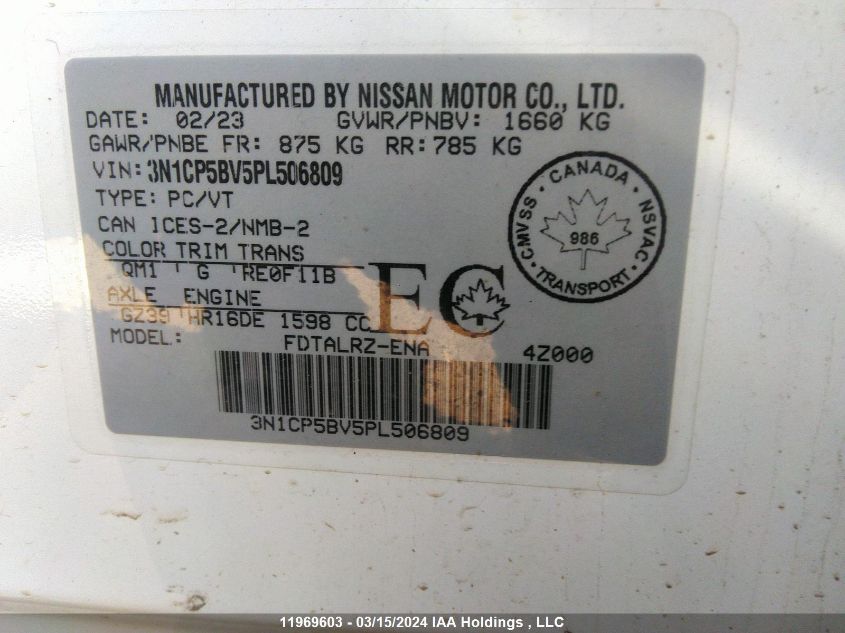 MANUFACTURED BY NISSAN MOTOR CO., LTD.
DATE: 02/23 GVWR/PNBV: 1660 KG
GAWR/PNBE FR: 875 KG RR: 785 KG
VIN: 3N1CP5BV5PL506809
TYPE: PC/VT
CAN ICES-2/NMB-2
COLOR TRIM TRANS
QM1 G RE0F11B
AXLE ENGINE
GZ39 HR16DE 1598 CC
EC
MODEL: FDTALRZ-ENA 4Z000
3N1CP5BV5PL506809
CMVSS · CANADA · NSVAC · TRANSPORT ·
986
11969603 - 03/15/2024 IAA Holdings , LLC